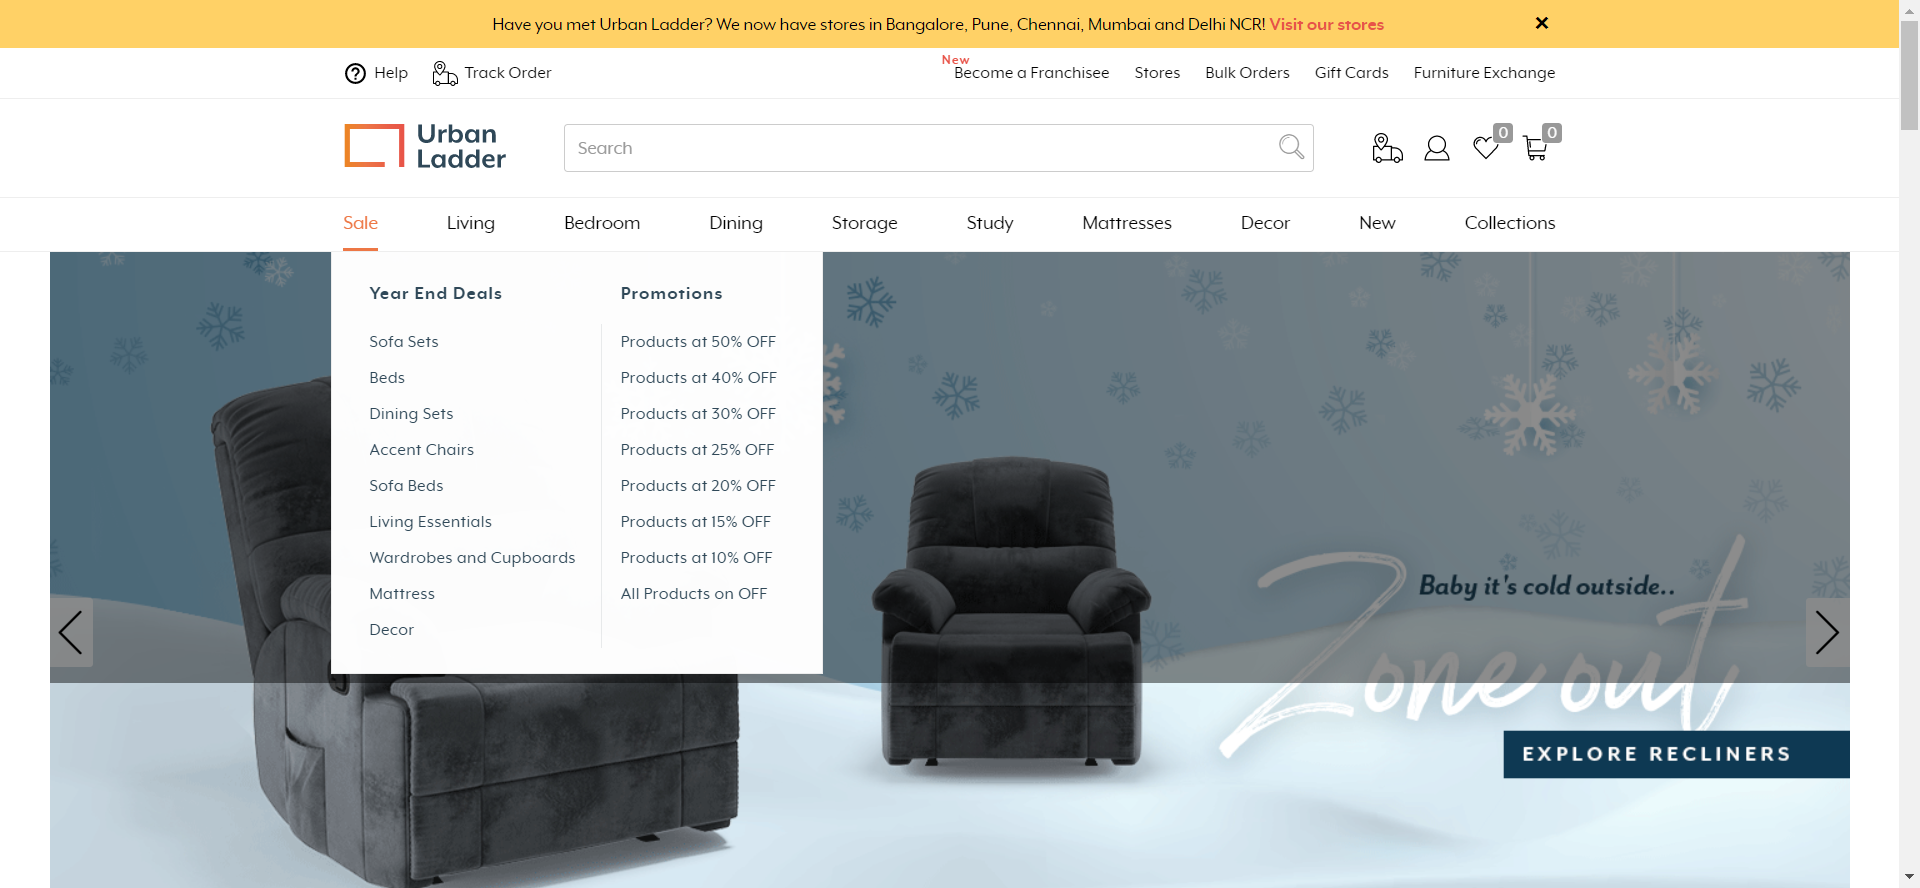 Have you met Urban Ladder? We now have stores in Bangalore, Pune, Chennai, Mumbai and Delhi NCR! Visit our stores
Help Track Order New Become a Franchisee Stores Bulk Orders Gift Cards Furniture Exchange
Urban
Ladder
Search
0 0
Sale Living Bedroom Dining Storage Study Mattresses Decor New Collections
Year End Deals
Sofa Sets
Beds
Dining Sets
Accent Chairs
Sofa Beds
Living Essentials
Wardrobes and Cupboards
Mattress
Decor
Promotions
Products at 50% OFF
Products at 40% OFF
Products at 30% OFF
Products at 25% OFF
Products at 20% OFF
Products at 15% OFF
Products at 10% OFF
All Products on OFF
Baby it's cold outside..
Zone out
EXPLORE RECLINERS